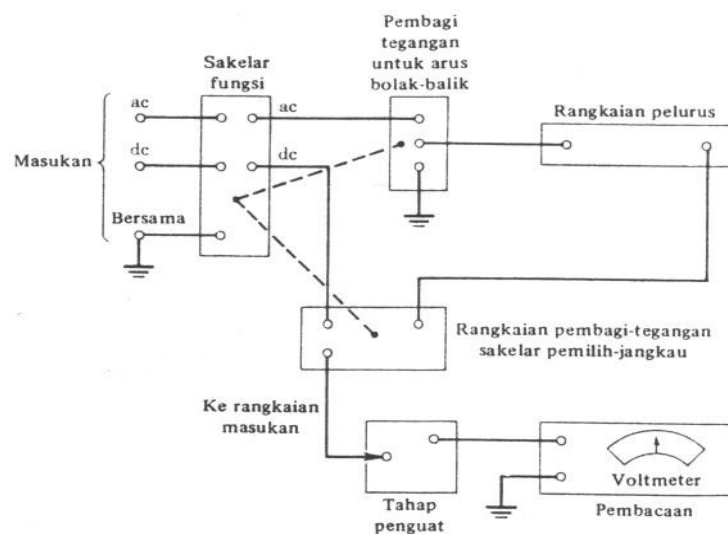 Pembagi
tegangan
untuk arus
bolak-balik
Sakelar
fungsi
ac
ac
Rangkaian pelurus
Masukan
dc
dc
Bersama
Rangkaian pembagi-tegangan
sakelar pemilih-jangkau
Ke rangkaian
masukan
Voltmeter
Tahap
penguat
Pembacaan